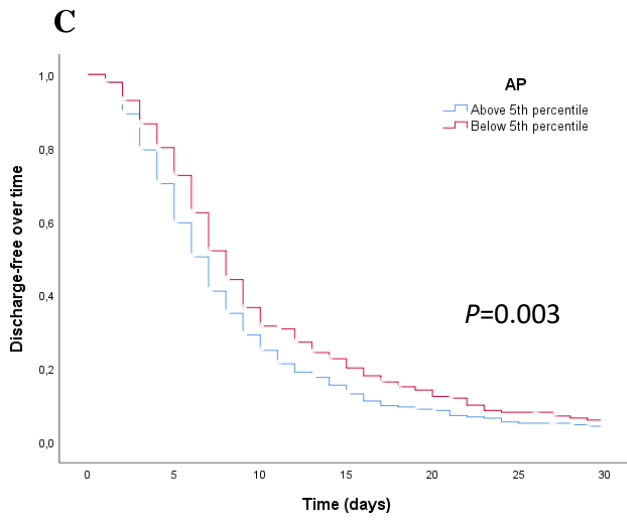 C
AP
Above 5th percentile
Below 5th percentile
P=0.003
Discharge-free over time
1,0
0,8
0,6
0,4
0,2
0,0
0 5 10 15 20 25 30
Time (days)